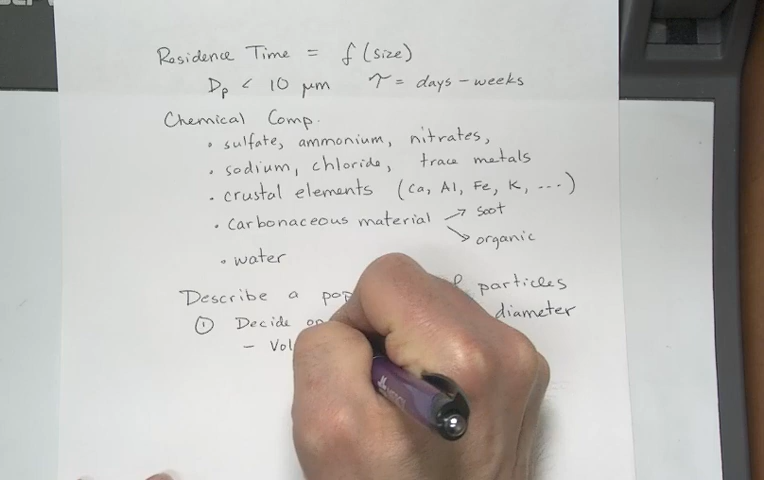 Residence Time = f (size)
Dp < 10 μm τ = days - weeks
Chemical Comp.
• sulfate, ammonium, nitrates,
• sodium, chloride, trace metals
• crustal elements (Ca, Al, Fe, K, ...)
• carbonaceous material → soot
↘ organic
• water
Describe a particles
① Decide diameter
-